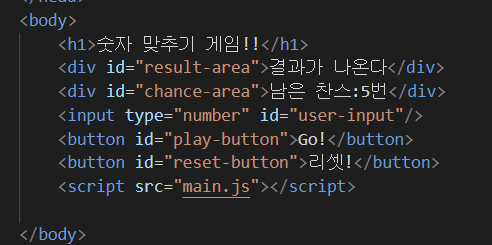 <body>
<h1>숫자 맞추기 게임!!</h1>
<div id="result-area">결과가 나온다</div>
<div id="chance-area">남은 찬스:5번</div>
<input type="number" id="user-input"/>
<button id="play-button">Go!</button>
<button id="reset-button">리셋!</button>
<script src="main.js"></script>
</body>